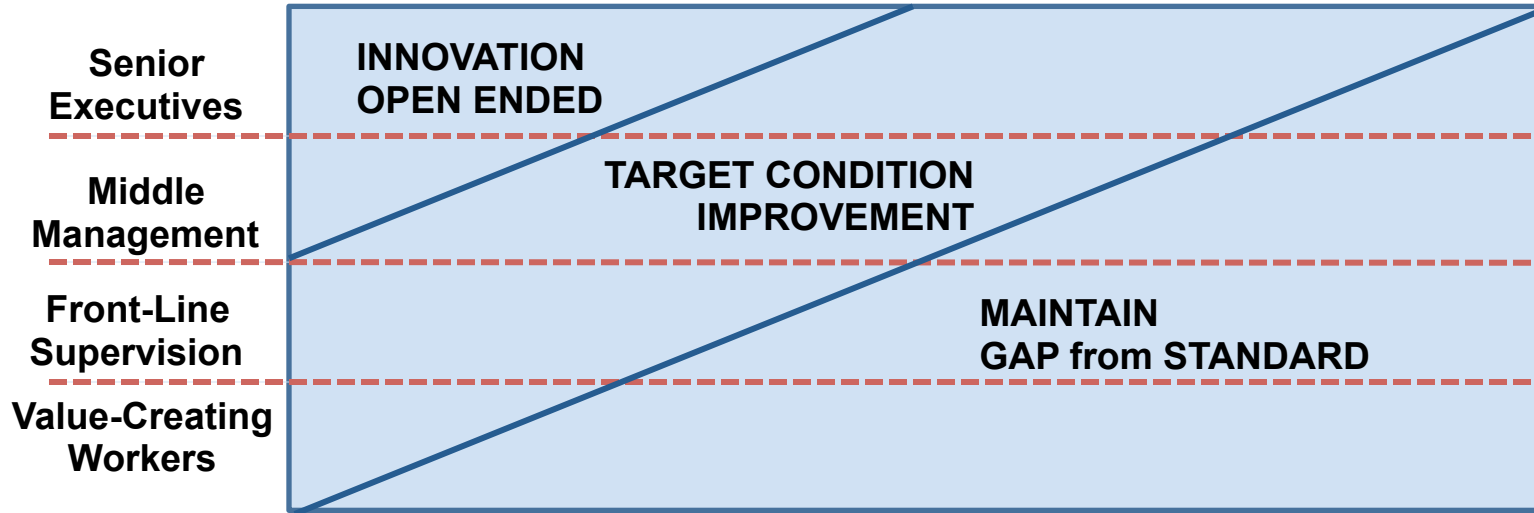 Senior
Executives
INNOVATION
OPEN ENDED
Middle
Management
TARGET CONDITION
IMPROVEMENT
Front-Line
Supervision
MAINTAIN
GAP from STANDARD
Value-Creating
Workers